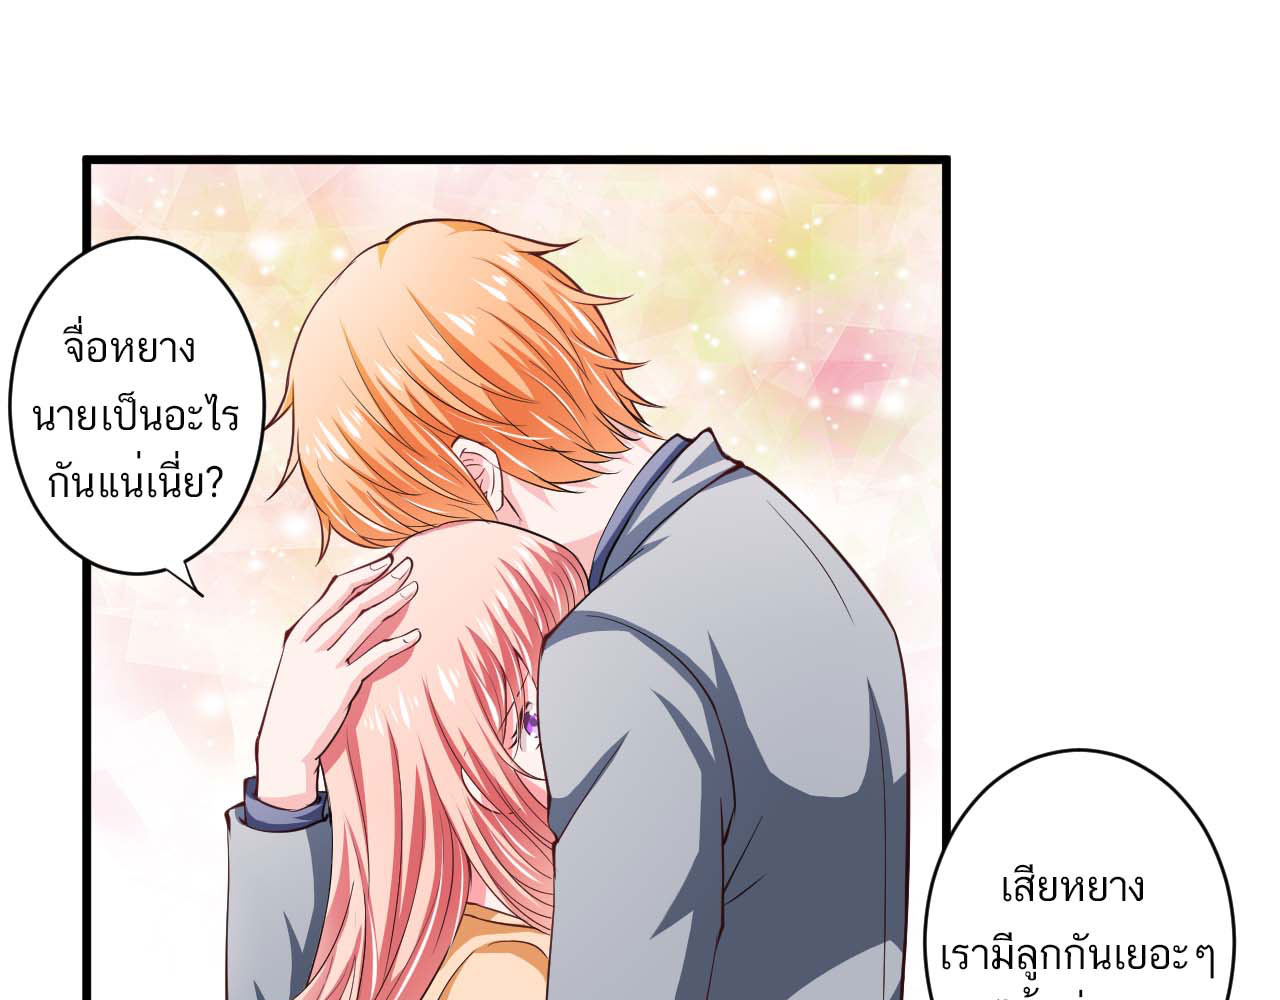 จื่อหยาง
นายเป็นอะไร
กันแน่เนี่ย?
เสียหยาง
เรามีลูกกันเยอะๆ